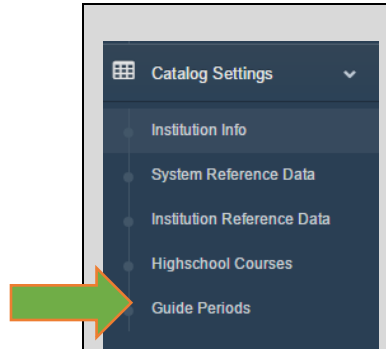 Catalog Settings
Institution Info
System Reference Data
Institution Reference Data
Highschool Courses
Guide Periods